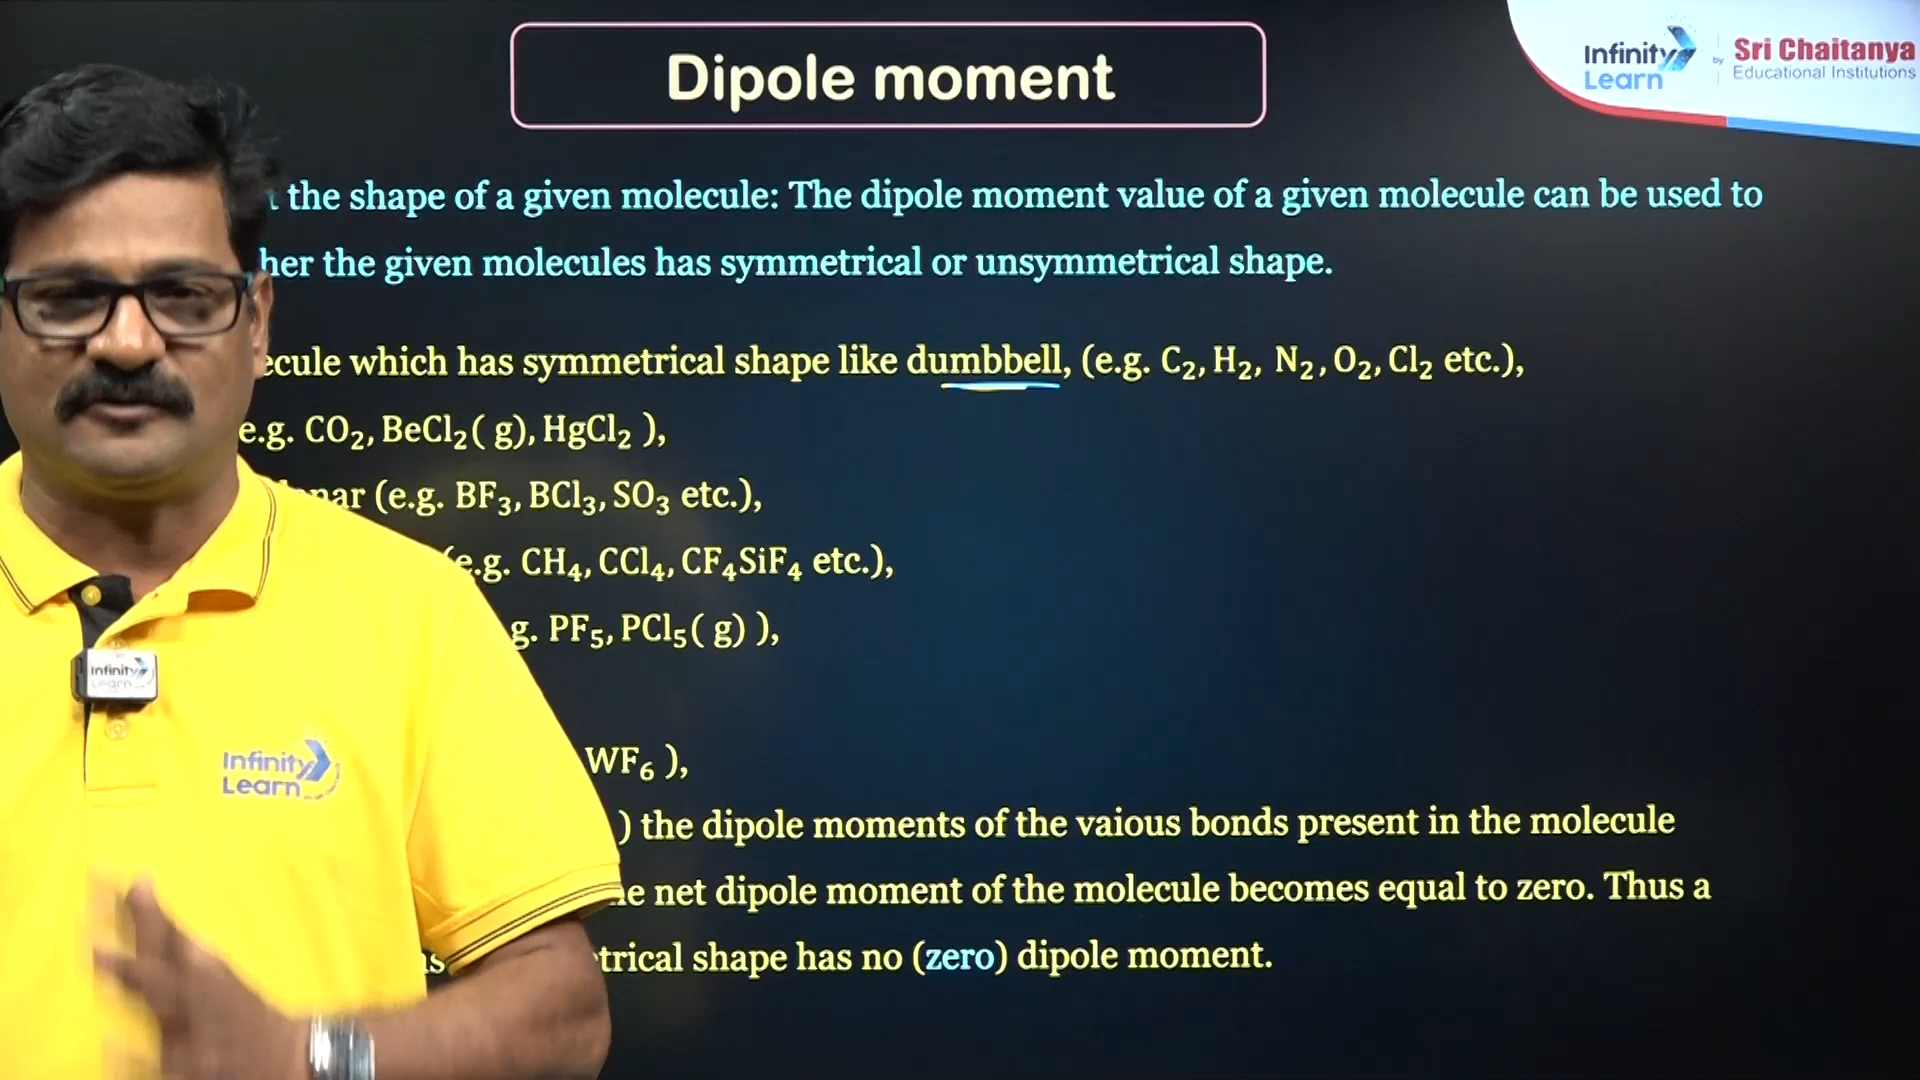 Dipole moment
Infinity Learn by Sri Chaitanya Educational Institutions
the shape of a given molecule: The dipole moment value of a given molecule can be used to
her the given molecules has symmetrical or unsymmetrical shape.
ecule which has symmetrical shape like dumbbell, (e.g. C₂, H₂, N₂, O₂, Cl₂ etc.),
e.g. CO₂, BeCl₂( g), HgCl₂ ),
nar (e.g. BF₃, BCl₃, SO₃ etc.),
(e.g. CH₄, CCl₄, CF₄SiF₄ etc.),
g. PF₅, PCl₅( g) ),
WF₆ ),
) the dipole moments of the vaious bonds present in the molecule
e net dipole moment of the molecule becomes equal to zero. Thus a
trical shape has no (zero) dipole moment.
Infinity Learn
Infinity Learn